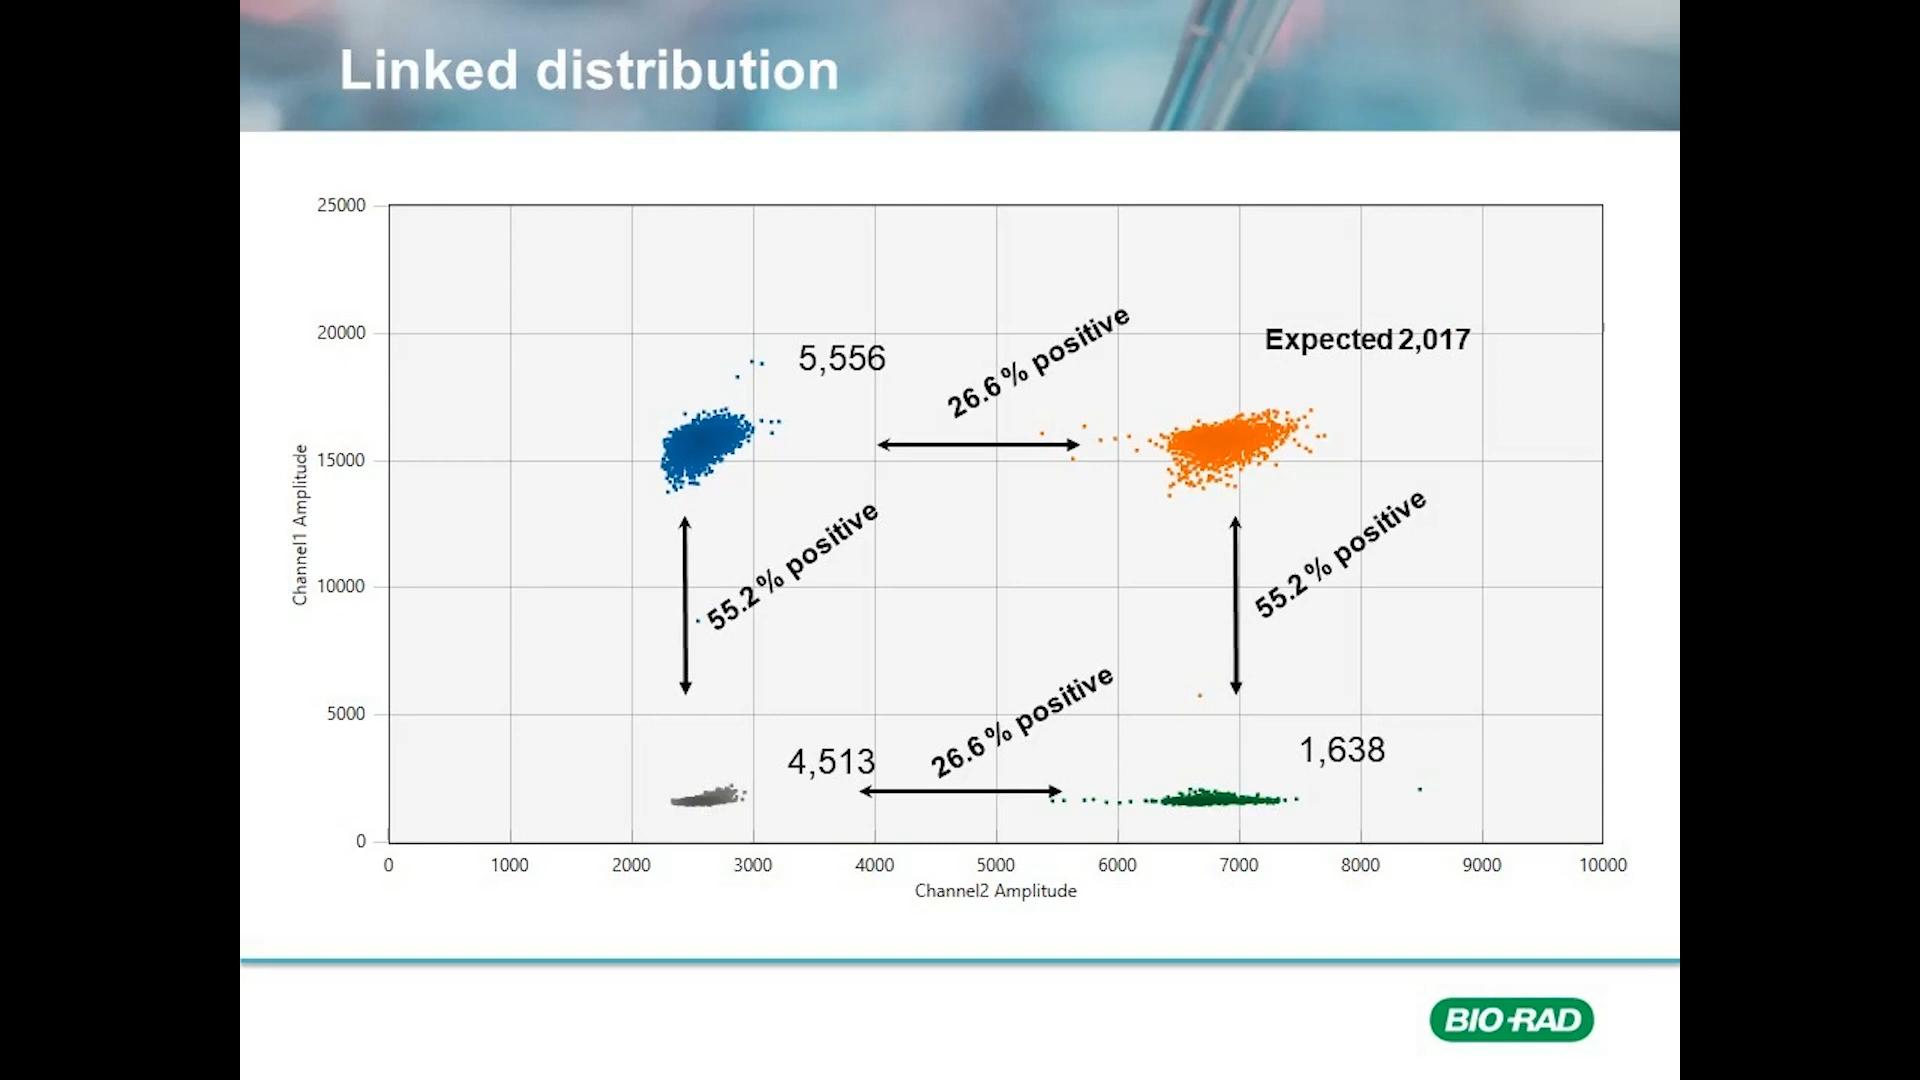 Linked distribution
25000
20000
15000
10000
5000
0
Channel1 Amplitude
5,556
26.6 % positive
Expected 2,017
55.2 % positive
55.2 % positive
4,513
26.6 % positive
1,638
0 1000 2000 3000 4000 5000 6000 7000 8000 9000 10000
Channel2 Amplitude
BIO-RAD